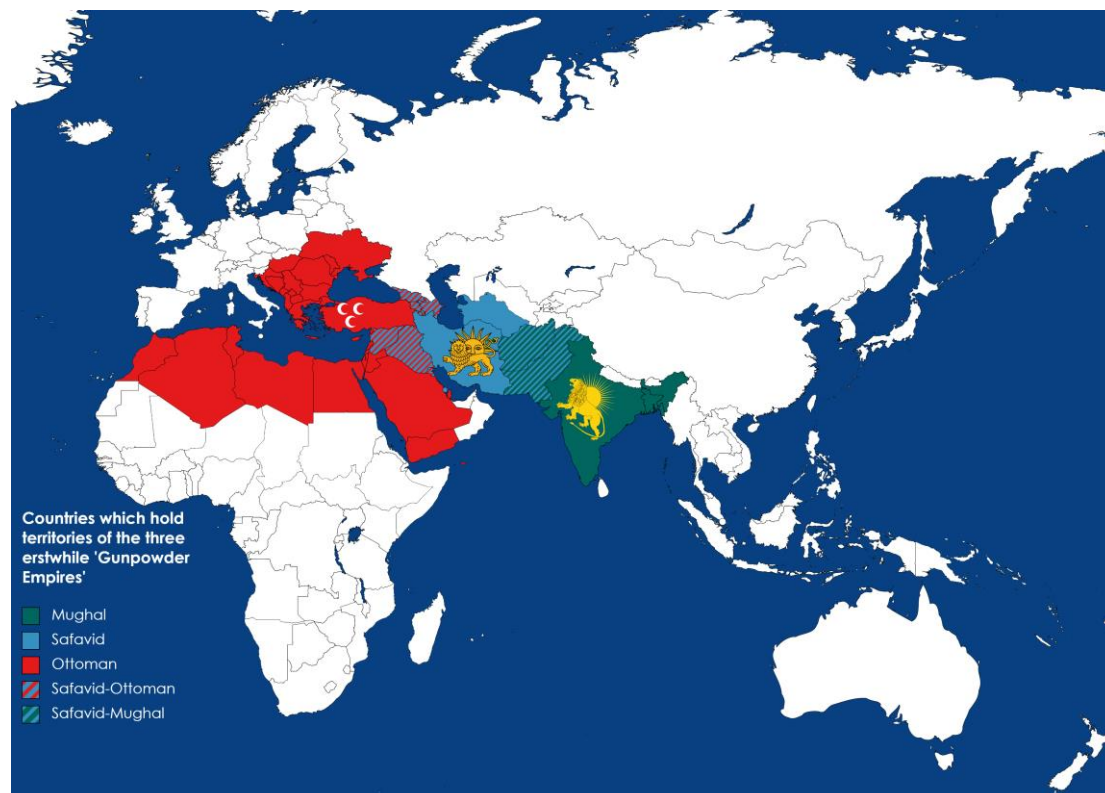 Countries which hold
territories of the three
erstwhile 'Gunpowder
Empires'
Mughal
Safavid
Ottoman
Safavid-Ottoman
Safavid-Mughal